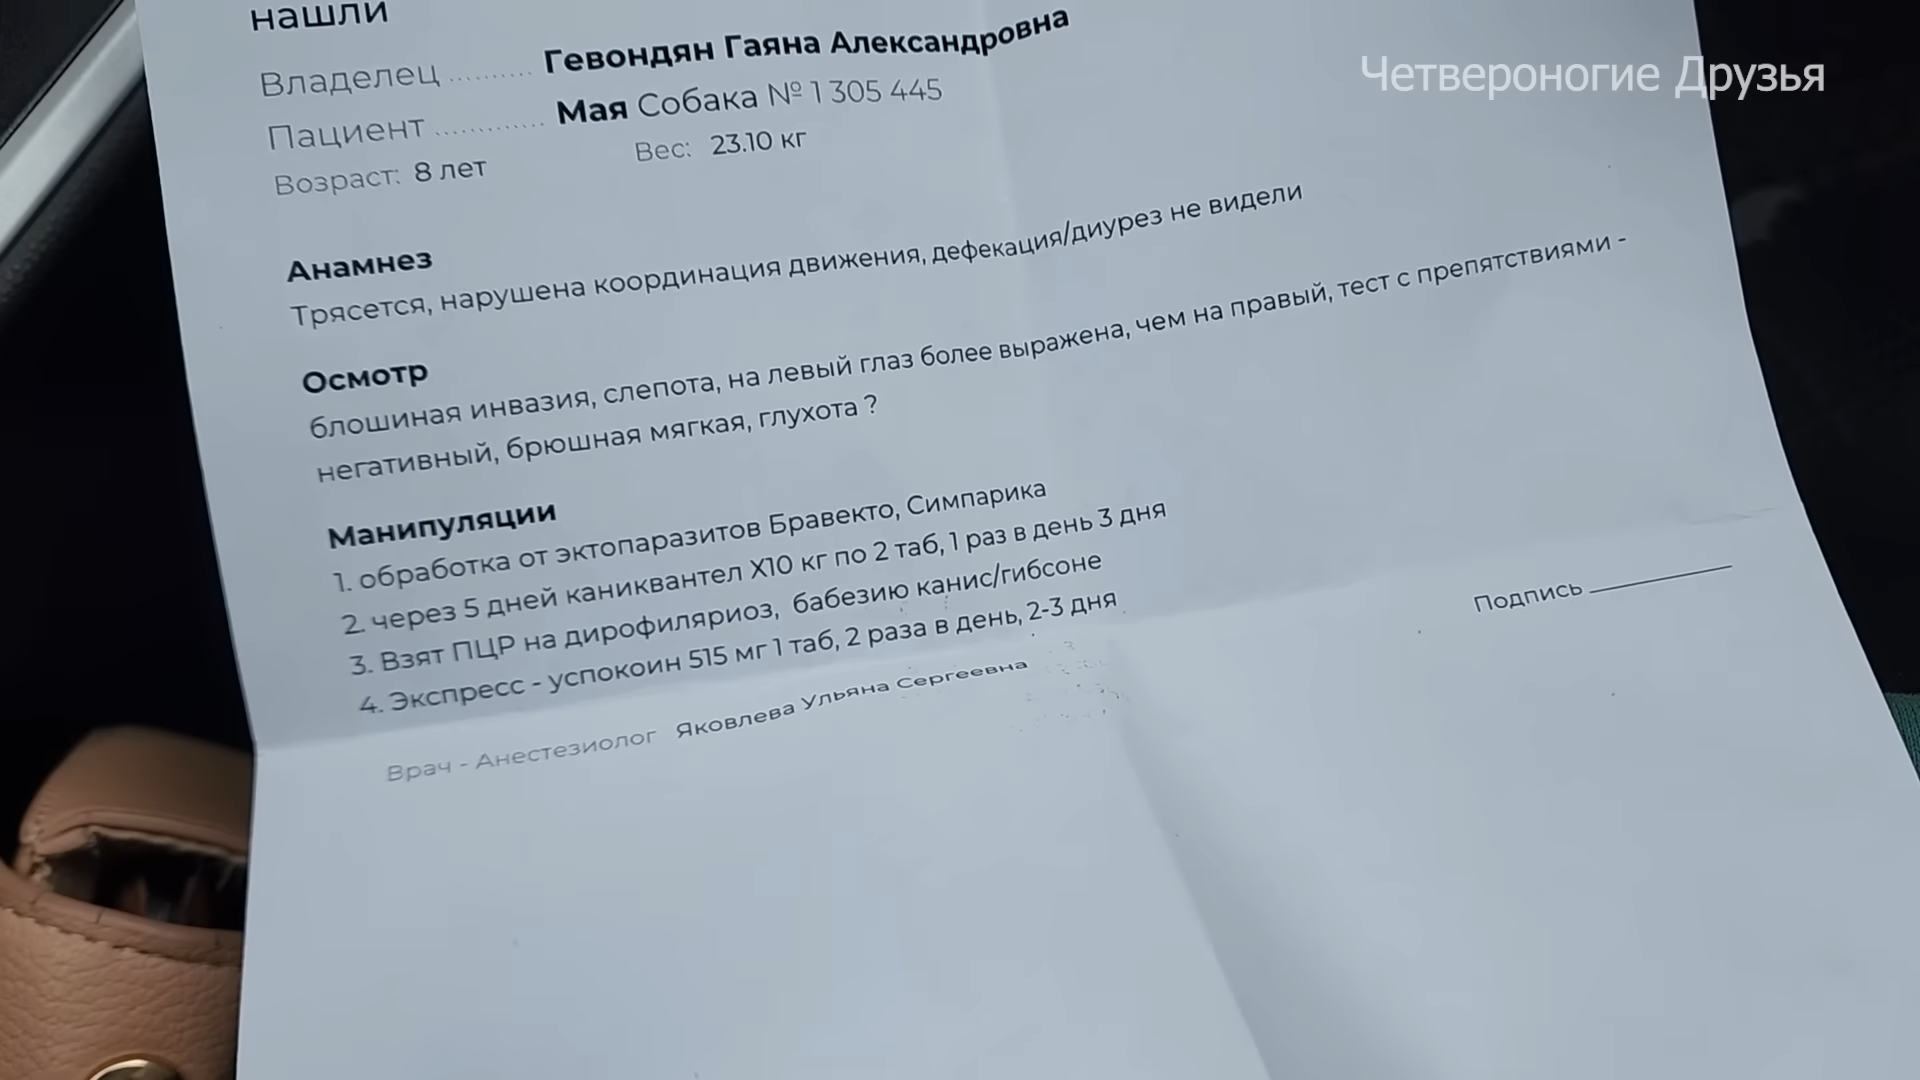 нашли
Владелец .......... Гевондян Гаяна Александровна
Четвероногие Друзья
Пациент ............. Мая Собака № 1 305 445
Возраст: 8 лет Вес: 23.10 кг
Анамнез
Трясется, нарушена координация движения, дефекация/диурез не видели
Осмотр
блошиная инвазия, слепота, на левый глаз более выражена, чем на правый, тест с препятствиями -
негативный, брюшная мягкая, глухота ?
Манипуляции
1. обработка от эктопаразитов Бравекто, Симпарика
2. через 5 дней каниквантел Х10 кг по 2 таб, 1 раз в день 3 дня
3. Взят ПЦР на дирофиляриоз, бабезию канис/гибсоне
4. Экспресс - успокоин 515 мг 1 таб, 2 раза в день, 2-3 дня
Врач - Анестезиолог Яковлева Ульяна Сергеевна
Подпись